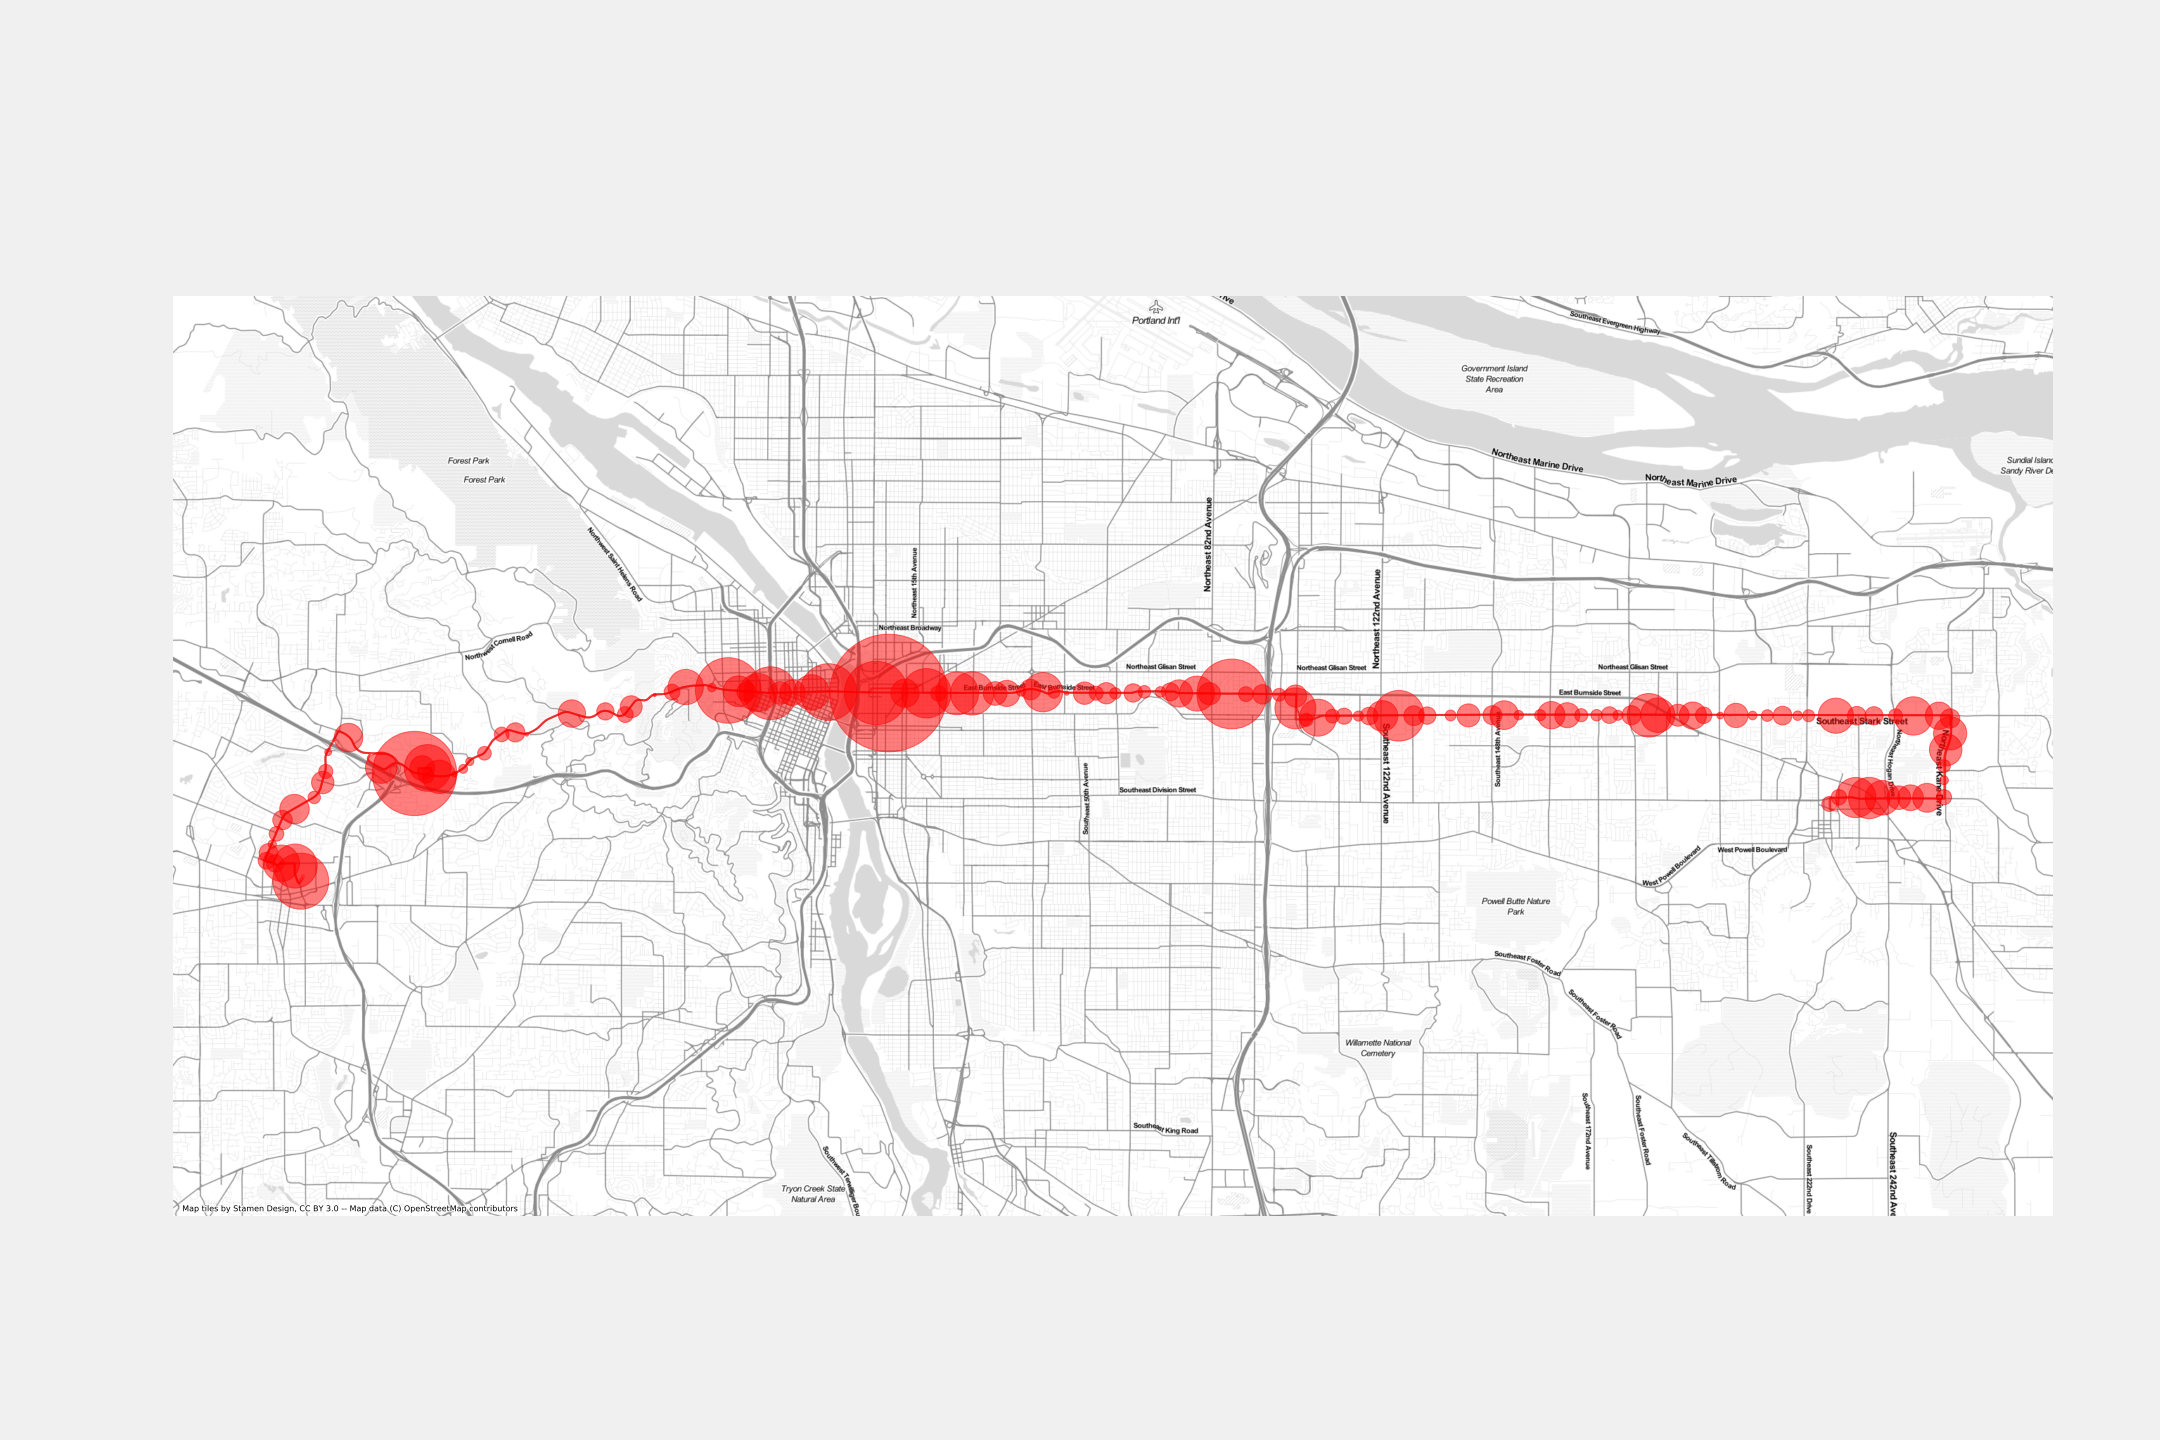 Portland Int'l
Southeast Evergreen Highway
Government Island
State Recreation
Area
Forest Park
Forest Park
Northeast Marine Drive
Northeast Marine Drive
Sundial Island
Northwest Saint Helens Road
Northeast 82nd Avenue
Northeast 15th Avenue
Northeast 122nd Avenue
Northwest Cornell Road
Northeast Broadway
Northeast Glisan Street
Northeast Glisan Street
Northeast Glisan Street
East Burnside Street
East Burnside Street
East Burnside Street
Southeast Stark Street
Southeast 122nd Avenue
Southeast 148th Avenue
Northeast Hogan
Northeast Kane Drive
Southeast 50th Avenue
Southeast Division Street
West Powell Boulevard
West Powell Boulevard
Powell Butte Nature
Park
Southeast Foster Road
Southeast Foster Road
Willamette National
Cemetery
Southeast King Road
Southeast 172nd Avenue
Southeast Foster Road
Southeast Tillstrom Road
Southeast 222nd Drive
Southeast 242nd Ave
Southwest Terwilliger Bou
Tryon Creek State
Natural Area
Map tiles by Stamen Design, CC BY 3.0 -- Map data (C) OpenStreetMap contributors